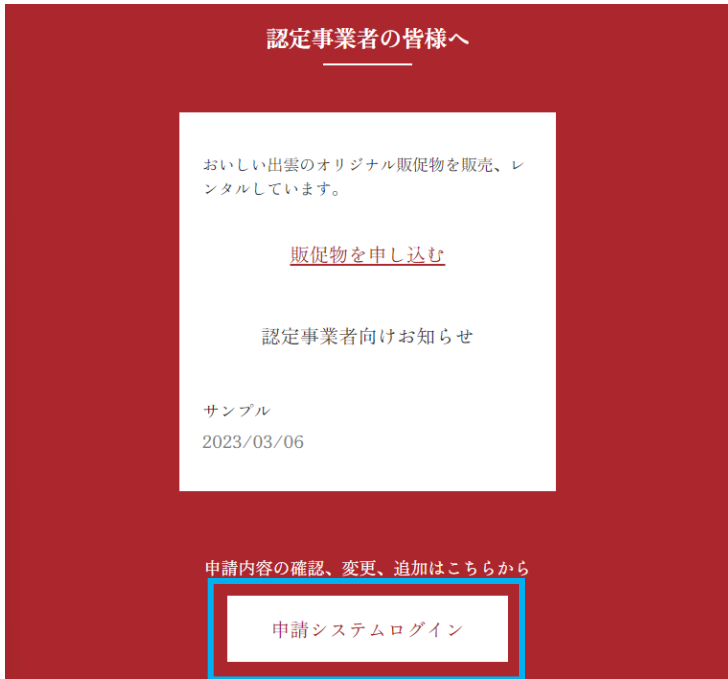 認定事業者の皆様へ
おいしい出雲のオリジナル販促物を販売、レ
ンタルしています。
販促物を申し込む
認定事業者向けお知らせ
サンプル
2023/03/06
申請内容の確認、変更、追加はこちらから
申請システムログイン